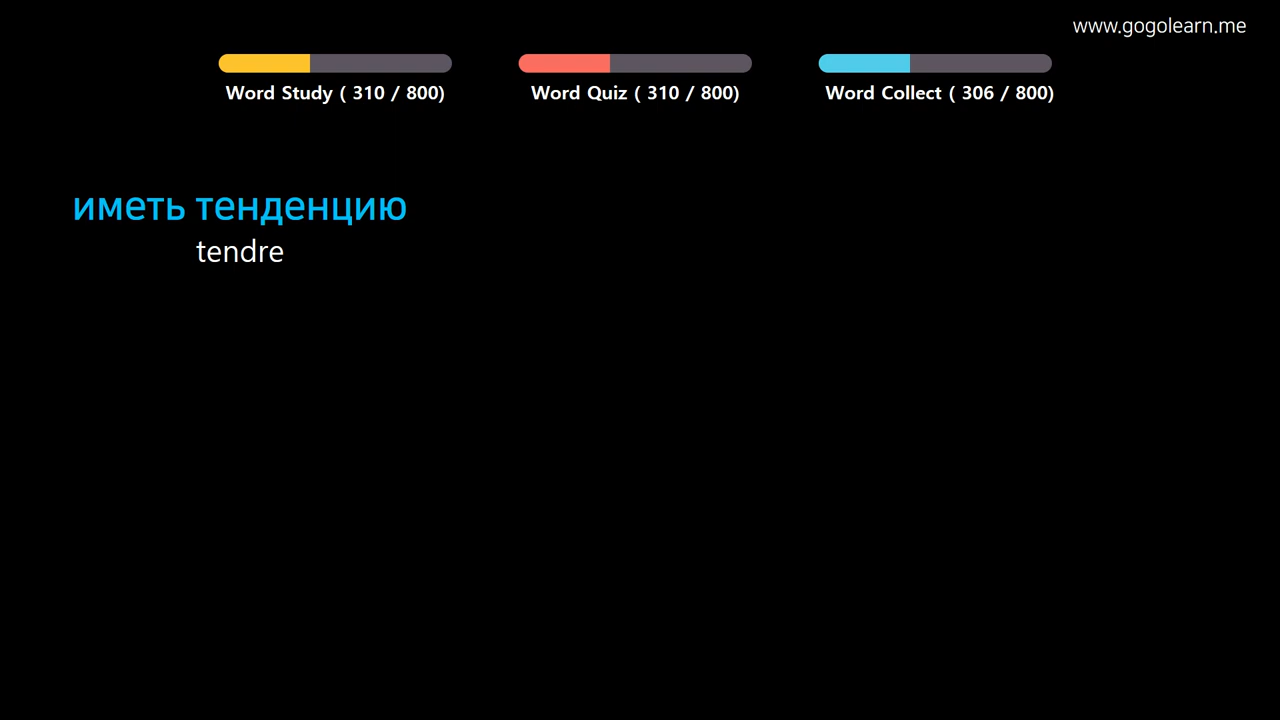 www.gogolearn.me
Word Study ( 310 / 800)
Word Quiz ( 310 / 800)
Word Collect ( 306 / 800)
иметь тенденцию
tendre